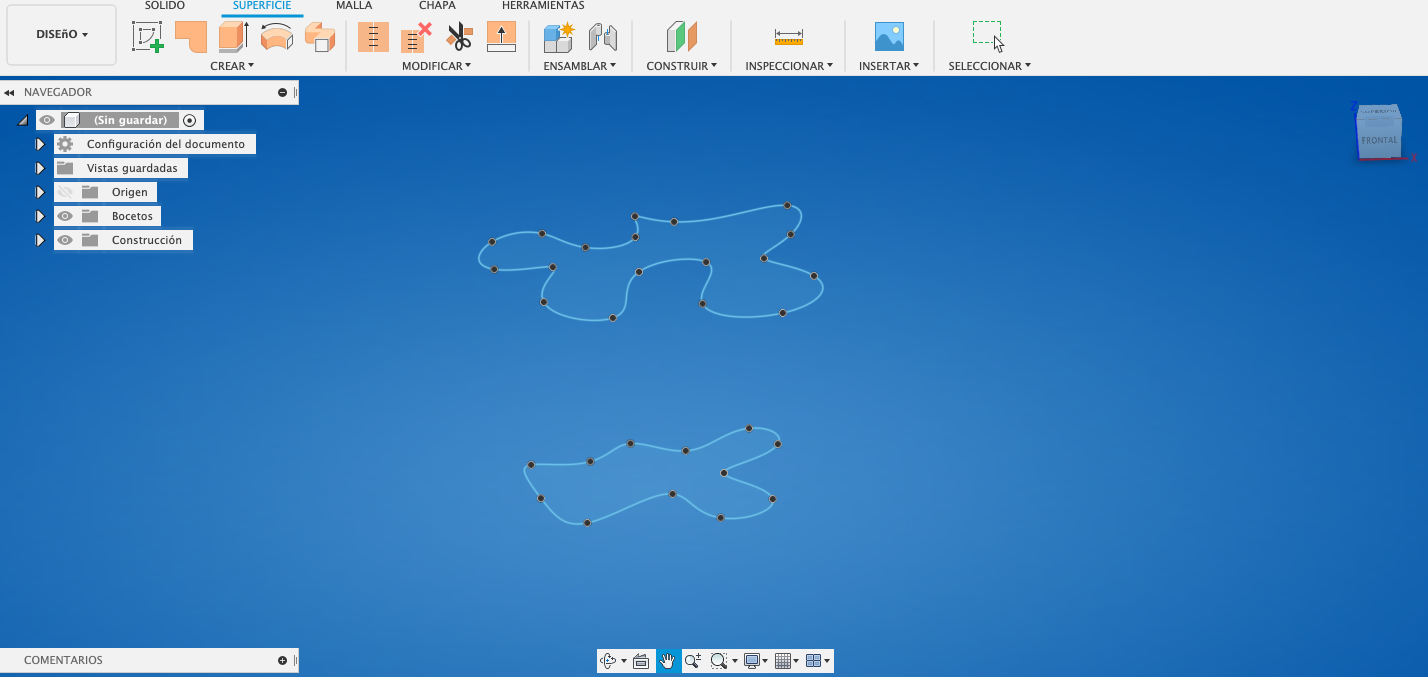 SÓLIDO SUPERFICIE MALLA CHAPA HERRAMIENTAS
DISEñO
CREAR MODIFICAR ENSAMBLAR CONSTRUIR INSPECCIONAR INSERTAR SELECCIONAR
NAVEGADOR
(Sin guardar)
Configuración del documento
Vistas guardadas
Origen
Bocetos
Construcción
Z
FRONTAL
X
COMENTARIOS